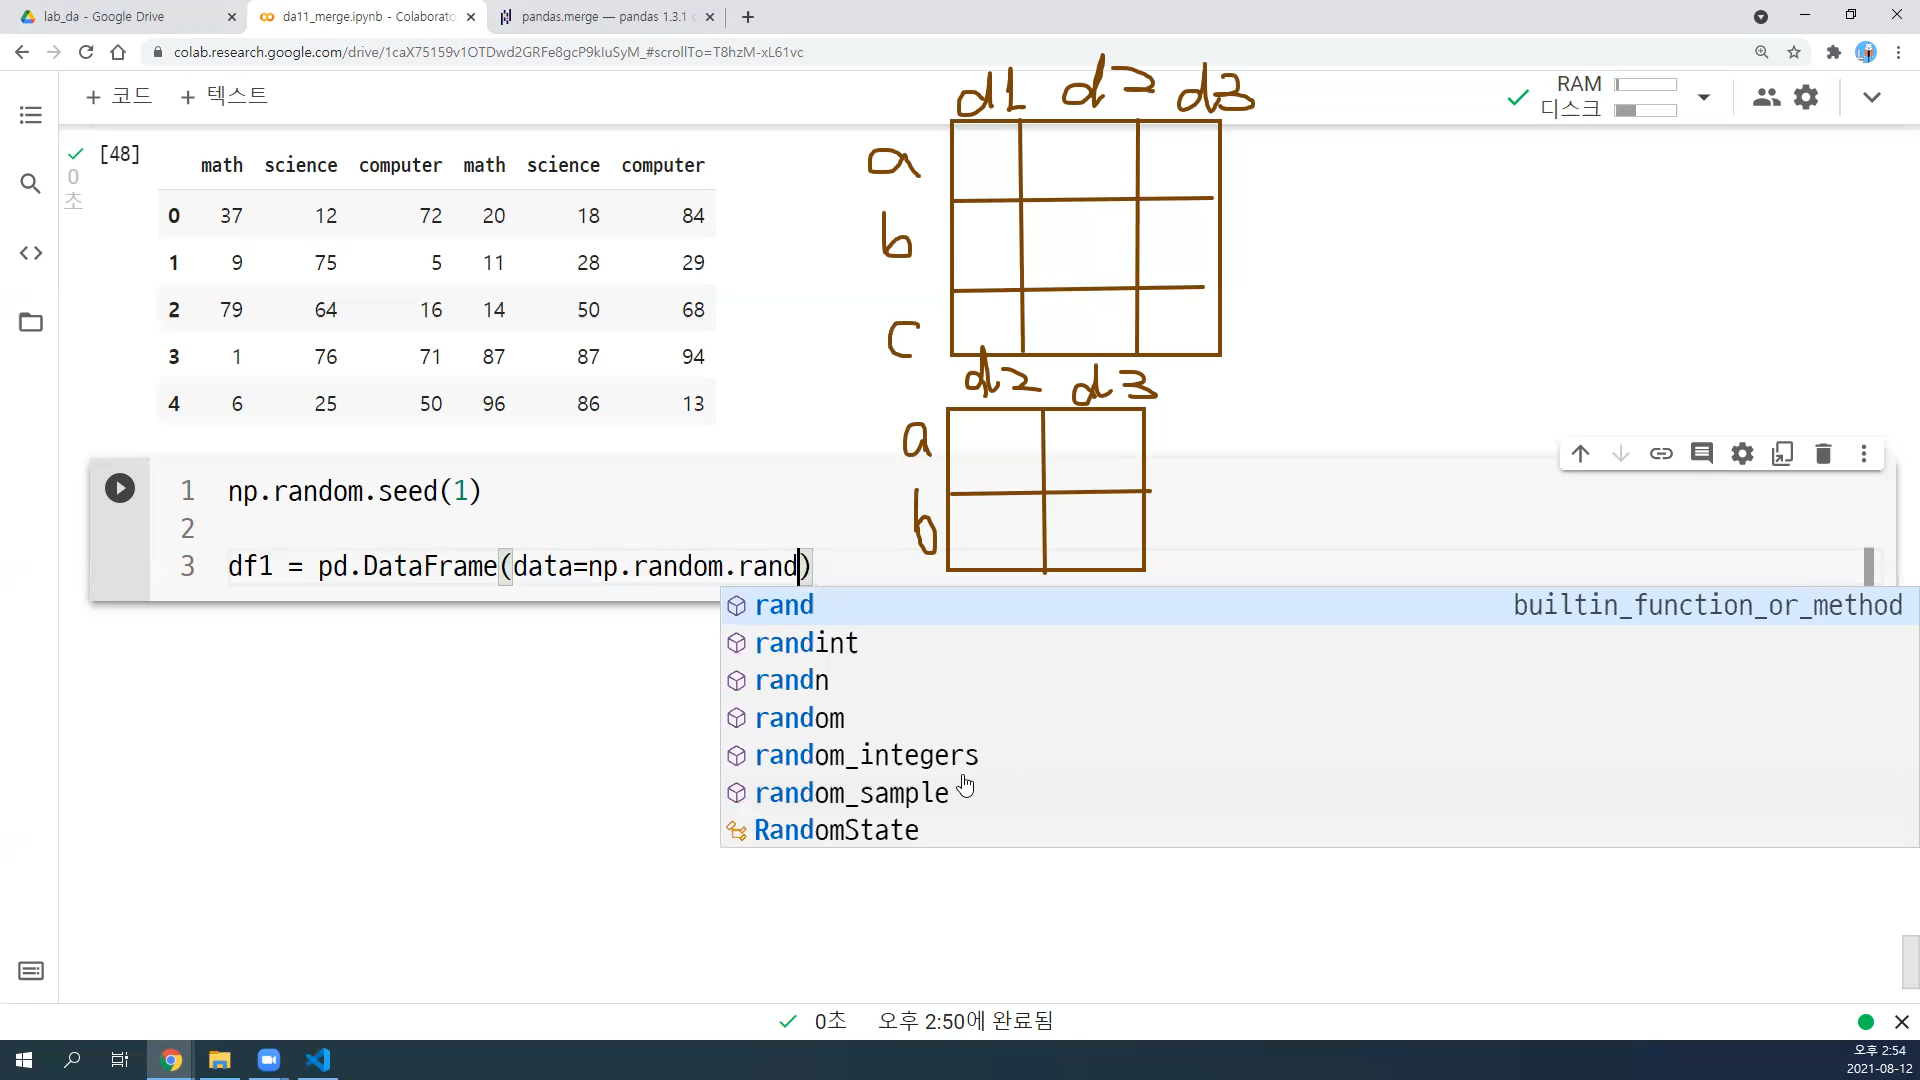 lab_da - Google Drive
da11_merge.ipynb - Colaborato
pandas.merge — pandas 1.3.1
colab.research.google.com/drive/1caX75159v1OTDwd2GRFe8gcP9kIuSyM_#scrollTo=T8hzM-xL61vc
+ 코드 + 텍스트
RAM
디스크
d1 d2 d3
a
b
c
[48]
0
초
math science computer math science computer
0 37 12 72 20 18 84
1 9 75 5 11 28 29
2 79 64 16 14 50 68
3 1 76 71 87 87 94
4 6 25 50 96 86 13
d2 d3
a
b
1 np.random.seed(1)
2
3 df1 = pd.DataFrame(data=np.random.rand)
rand builtin_function_or_method
randint
randn
random
random_integers
random_sample
RandomState
0초 오후 2:50에 완료됨
오후 2:54
2021-08-12